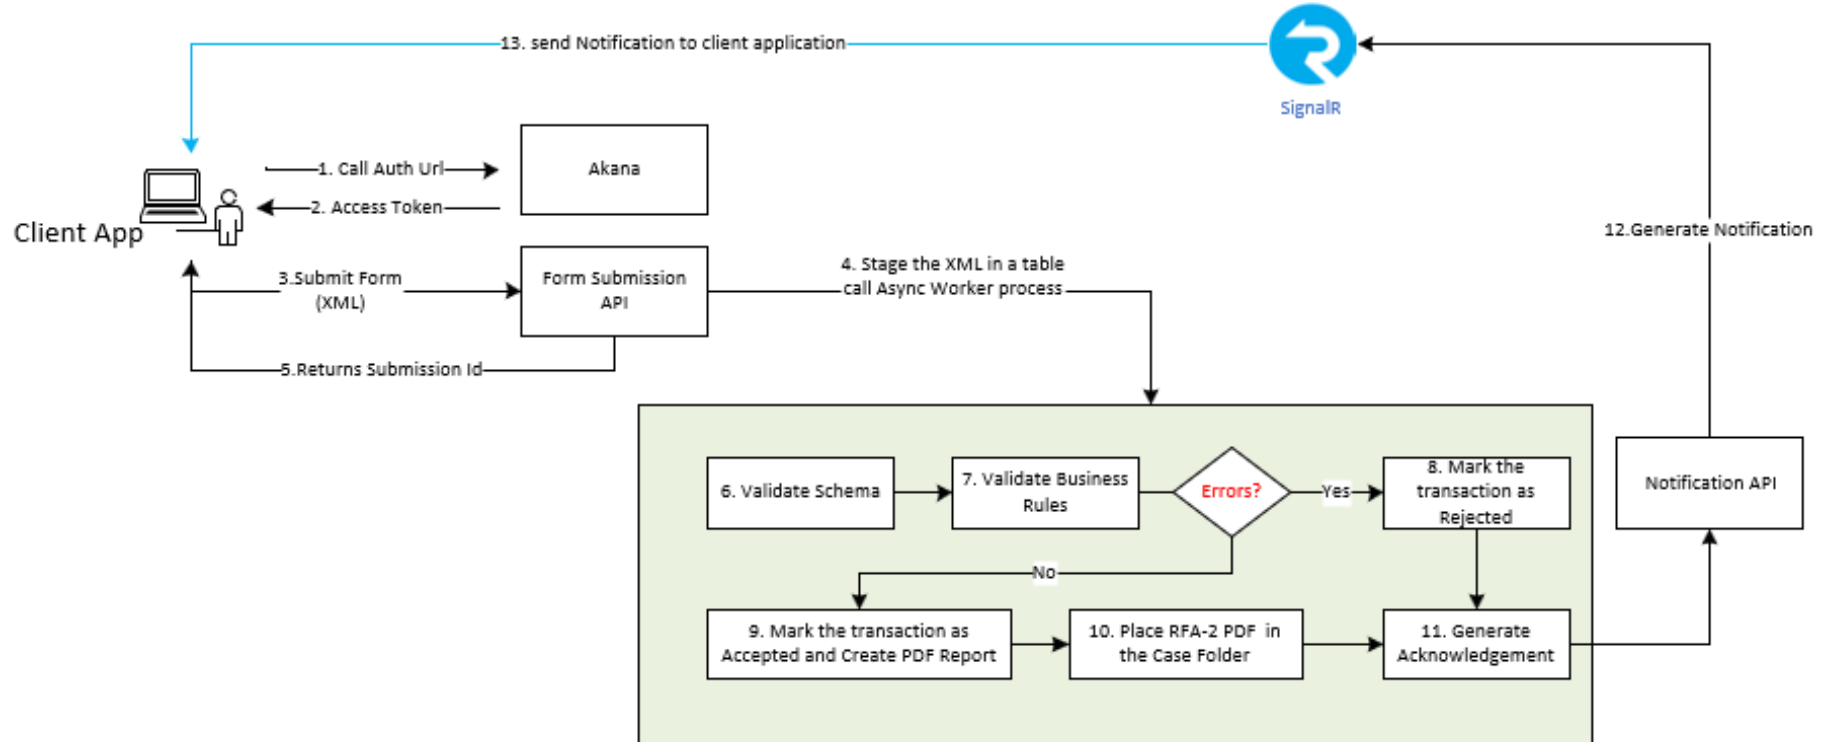 13. send Notification to client application
SignalR
1. Call Auth Url
Akana
2. Access Token
Client App
12.Generate Notification
3.Submit Form
(XML)
Form Submission
API
4. Stage the XML in a table
call Async Worker process
5.Returns Submission Id
6. Validate Schema
7. Validate Business
Rules
Errors?
Yes
8. Mark the
transaction as
Rejected
Notification API
No
9. Mark the transaction as
Accepted and Create PDF Report
10. Place RFA-2 PDF in
the Case Folder
11. Generate
Acknowledgement